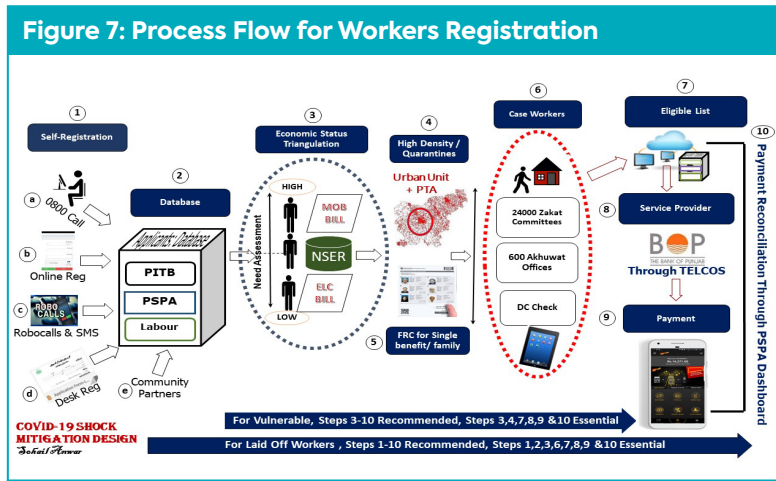 Figure 7: Process Flow for Workers Registration
1
Self-Registration
a
0800 Call
b
Online Reg
c
ROBO
CALLS
Robocalls & SMS
d
Desk Reg
e
Community
Partners
2
Database
Applicants Database
PITB
PSPA
Labour
3
Economic Status
Triangulation
HIGH
Need Assessment
LOW
MOB
BILL
NSER
ELC
BILL
4
High Density /
Quarantines
Urban Unit
+ PTA
5
FRC for Single
benefit/ family
6
Case Workers
24000 Zakat
Committees
600 Akhuwat
Offices
DC Check
7
Eligible List
8
Service Provider
BOP
THE BANK OF PUNJAB
Through TELCOS
9
Payment
10
Payment Reconciliation Through PSPA Dashboard
COVID-19 SHOCK
MITIGATION DESIGN
Sohail Anwar
For Vulnerable, Steps 3-10 Recommended, Steps 3,4,7,8,9 &10 Essential
For Laid Off Workers , Steps 1-10 Recommended, Steps 1,2,3,6,7,8,9 &10 Essential